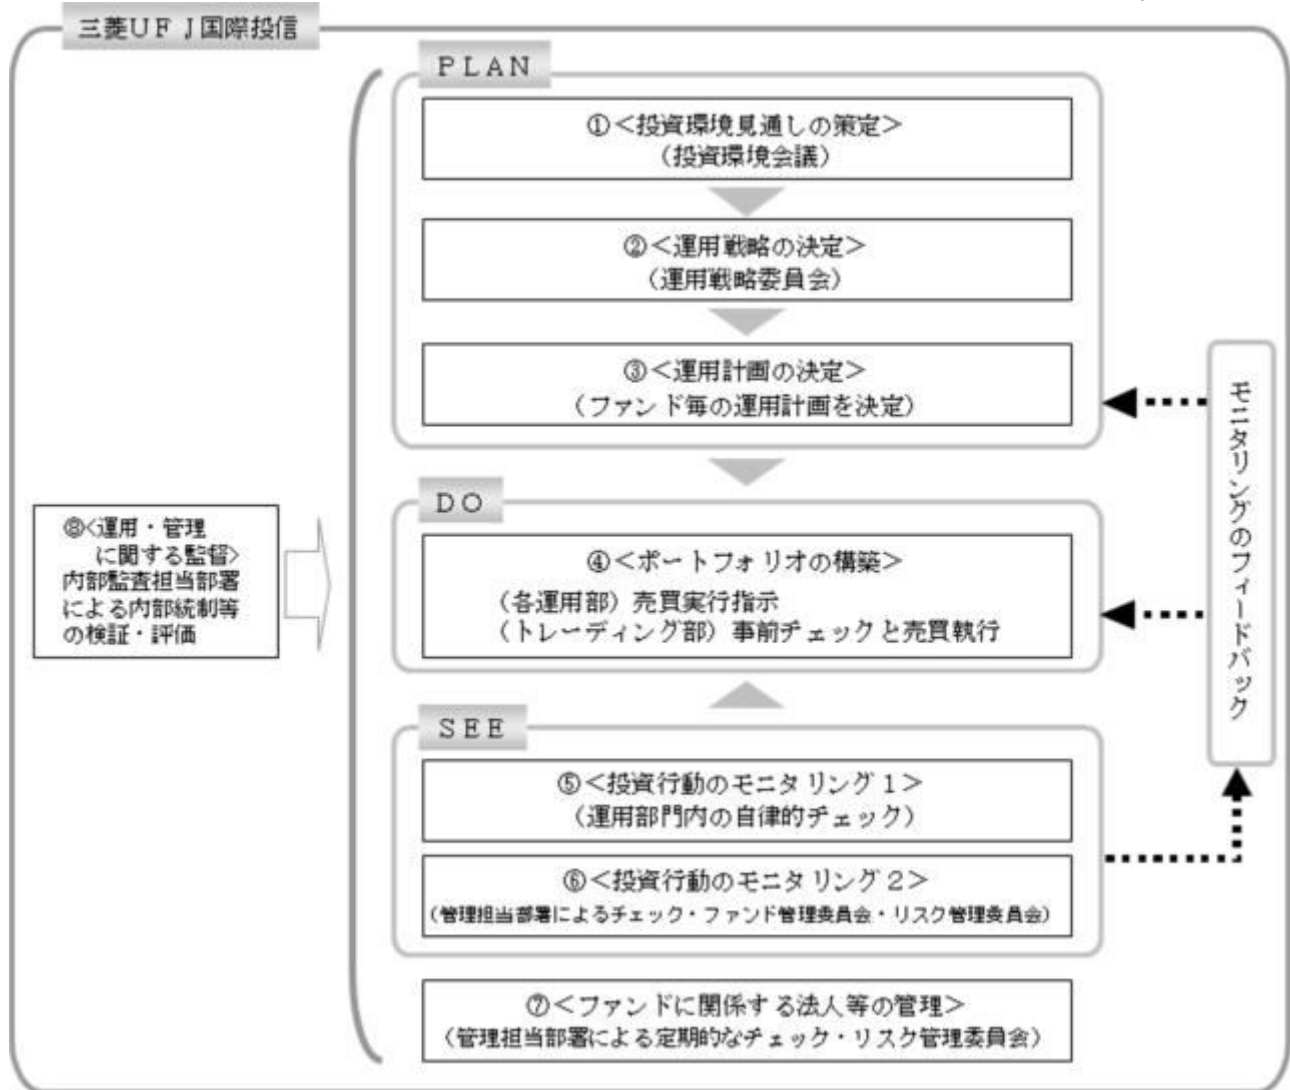 三菱ＵＦＪ国際投信
ＰＬＡＮ
①＜投資環境見通しの策定＞
（投資環境会議）
②＜運用戦略の決定＞
（運用戦略委員会）
③＜運用計画の決定＞
（ファンド毎の運用計画を決定）
ＤＯ
④＜ポートフォリオの構築＞
（各運用部）売買実行指示
（トレーディング部）事前チェックと売買執行
ＳＥＥ
⑤＜投資行動のモニタリング１＞
（運用部門内の自律的チェック）
⑥＜投資行動のモニタリング２＞
（管理担当部署によるチェック・ファンド管理委員会・リスク管理委員会）
⑦＜ファンドに関係する法人等の管理＞
（管理担当部署による定期的なチェック・リスク管理委員会）
⑧＜運用・管理
に関する監督＞
内部監査担当部署
による内部統制等
の検証・評価
モニタリングのフィードバック